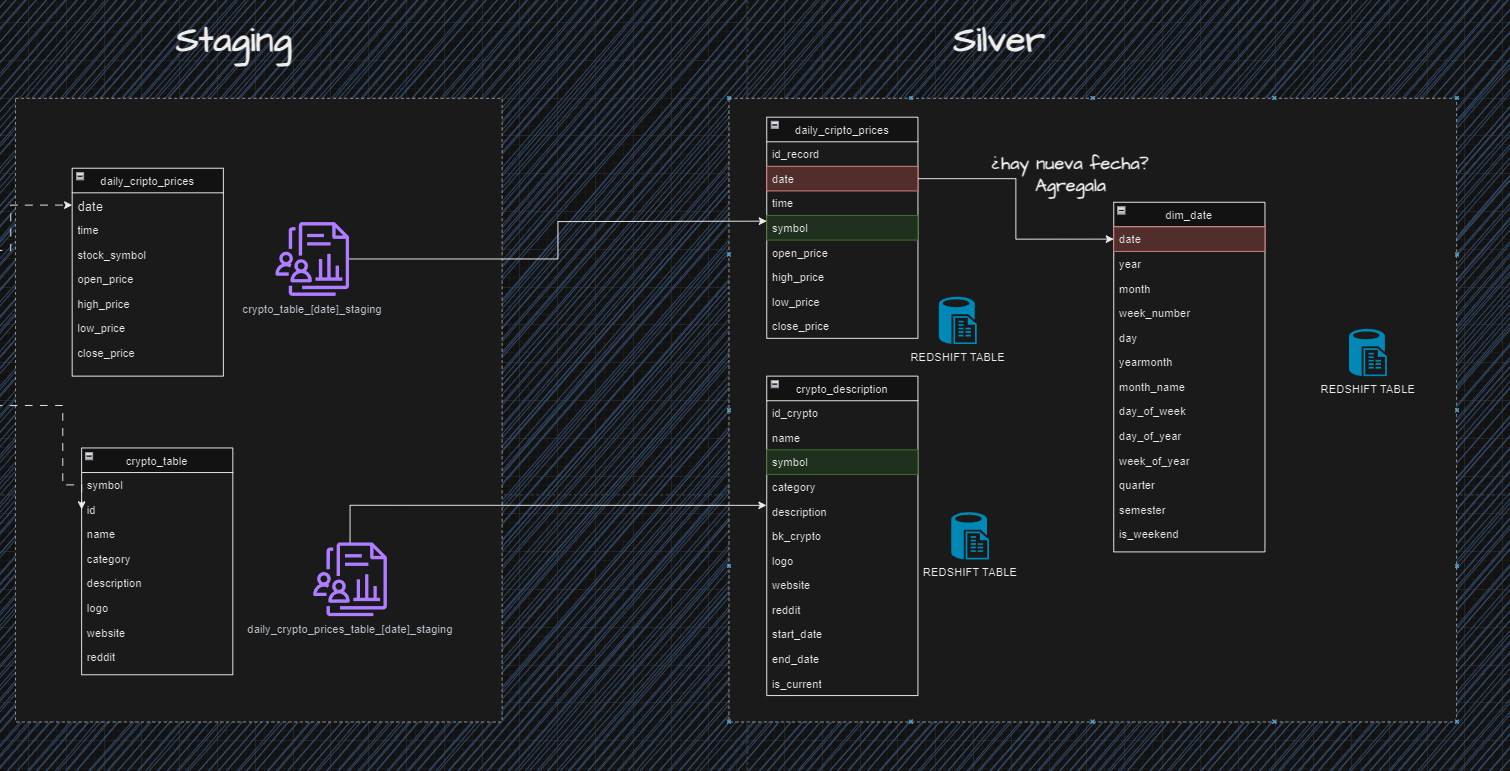 Staging
daily_cripto_prices
date
time
stock_symbol
open_price
high_price
low_price
close_price
crypto_table_[date]_staging
crypto_table
symbol
id
name
category
description
logo
website
reddit
daily_crypto_prices_table_[date]_staging
Silver
daily_cripto_prices
id_record
date
time
symbol
open_price
high_price
low_price
close_price
REDSHIFT TABLE
¿hay nueva fecha?
Agregala
crypto_description
id_crypto
name
symbol
category
description
bk_crypto
logo
website
reddit
start_date
end_date
is_current
REDSHIFT TABLE
dim_date
date
year
month
week_number
day
yearmonth
month_name
day_of_week
day_of_year
week_of_year
quarter
semester
is_weekend
REDSHIFT TABLE